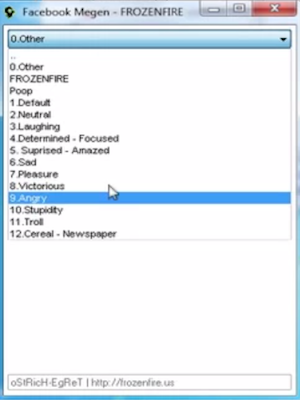 Facebook Megen - FROZENFIRE
0.Other
..
0.Other
FROZENFIRE
Poop
1.Default
2.Neutral
3.Laughing
4.Determined - Focused
5. Suprised - Amazed
6.Sad
7.Pleasure
8.Victorious
9.Angry
10.Stupidity
11.Troll
12.Cereal - Newspaper
oStRicH-EgReT | http://frozenfire.us